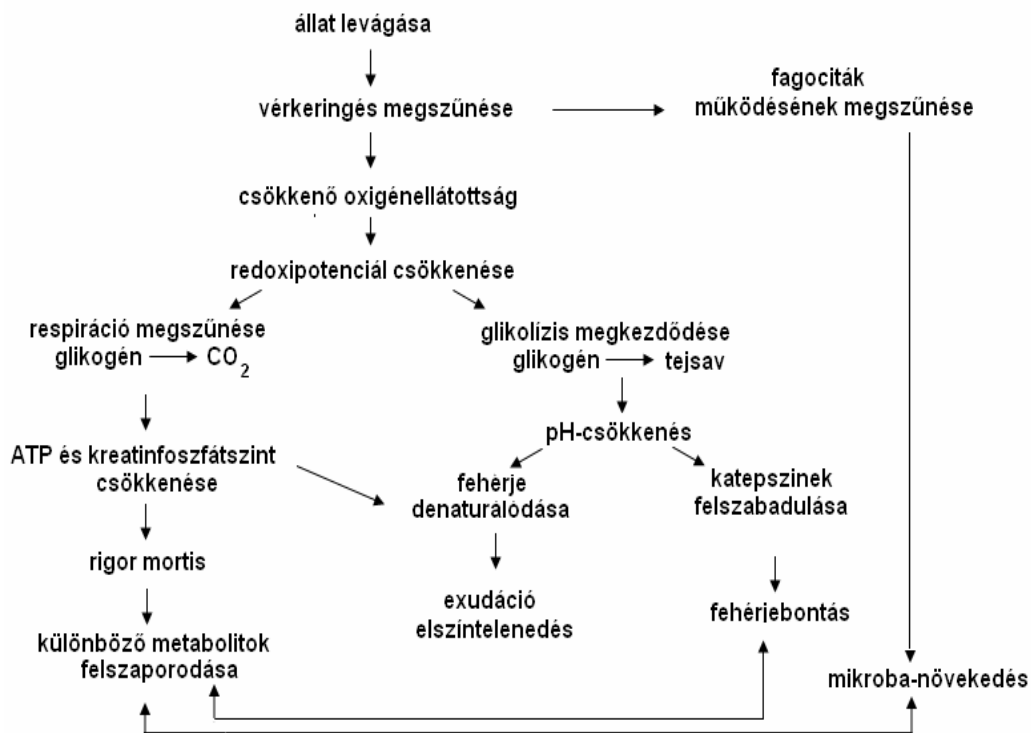 állat levágása
vérkeringés megszűnése
fagociták
működésének megszűnése
csökkenő oxigénellátottság
redoxipotenciál csökkenése
respiráció megszűnése
glikogén → CO₂
glikolízis megkezdődése
glikogén → tejsav
ATP és kreatinfoszfátszint
csökkenése
pH-csökkenés
fehérje
denaturálódása
katepszinek
felszabadulása
rigor mortis
exudáció
elszíntelenedés
fehérjebontás
különböző metabolitok
felszaporodása
mikroba-növekedés